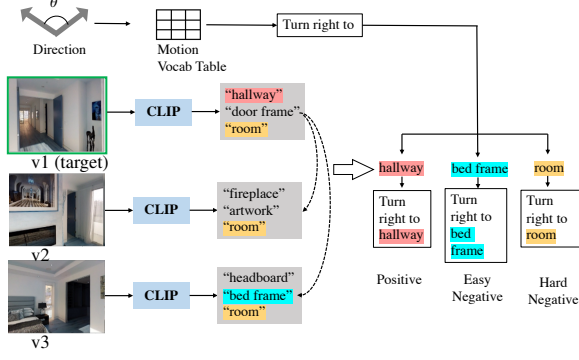 θ
Direction
Motion
Vocab Table
Turn right to
v1 (target)
CLIP
“hallway”
“door frame”
“room”
v2
CLIP
“fireplace”
“artwork”
“room”
v3
CLIP
“headboard”
“bed frame”
“room”
hallway
bed frame
room
Turn
right to
hallway
Turn
right to
bed
frame
Turn
right to
room
Positive
Easy
Negative
Hard
Negative